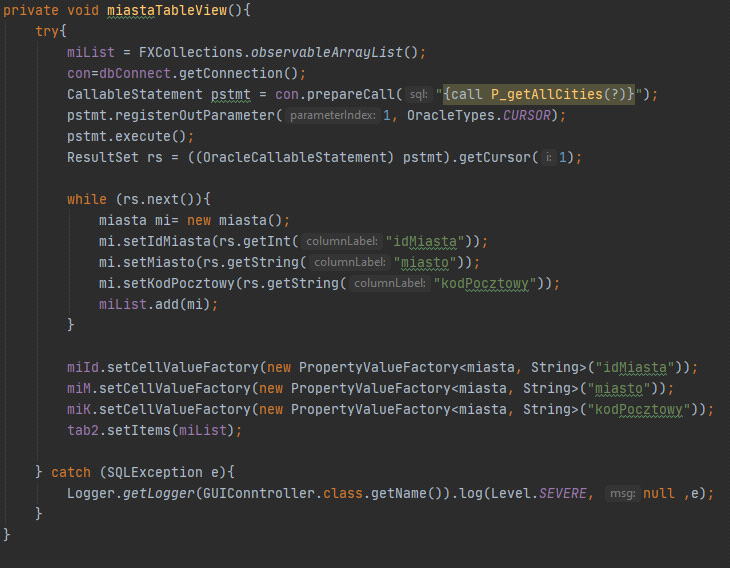 private void miastaTableView(){
    try{
        miList = FXCollections.observableArrayList();
        con=dbConnect.getConnection();
        CallableStatement pstmt = con.prepareCall( sql: "{call P_getAllCities(?)}");
        pstmt.registerOutParameter( parameterIndex: 1, OracleTypes.CURSOR);
        pstmt.execute();
        ResultSet rs = ((OracleCallableStatement) pstmt).getCursor( i: 1);

        while (rs.next()){
            miasta mi= new miasta();
            mi.setIdMiasta(rs.getInt( columnLabel: "idMiasta"));
            mi.setMiasto(rs.getString( columnLabel: "miasto"));
            mi.setKodPocztowy(rs.getString( columnLabel: "kodPocztowy"));
            miList.add(mi);
        }

        miId.setCellValueFactory(new PropertyValueFactory<miasta, String>("idMiasta"));
        miM.setCellValueFactory(new PropertyValueFactory<miasta, String>("miasto"));
        miK.setCellValueFactory(new PropertyValueFactory<miasta, String>("kodPocztowy"));
        tab2.setItems(miList);

    } catch (SQLException e){
        Logger.getLogger(GUIConntroller.class.getName()).log(Level.SEVERE, msg: null ,e);
    }
}